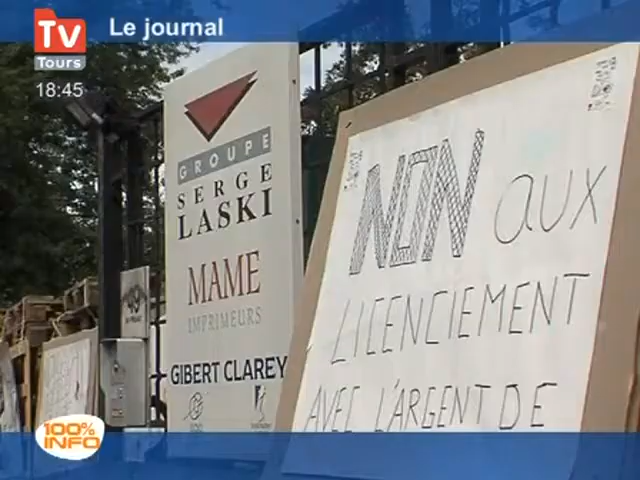 Tv
Tours
Le journal
18:45
GROUPE
SERGE
LASKI
MAME
IMPRIMEURS
GIBERT CLAREY
NON aux
LICENCIEMENT
AVEC L'ARGENT DE
100%
INFO